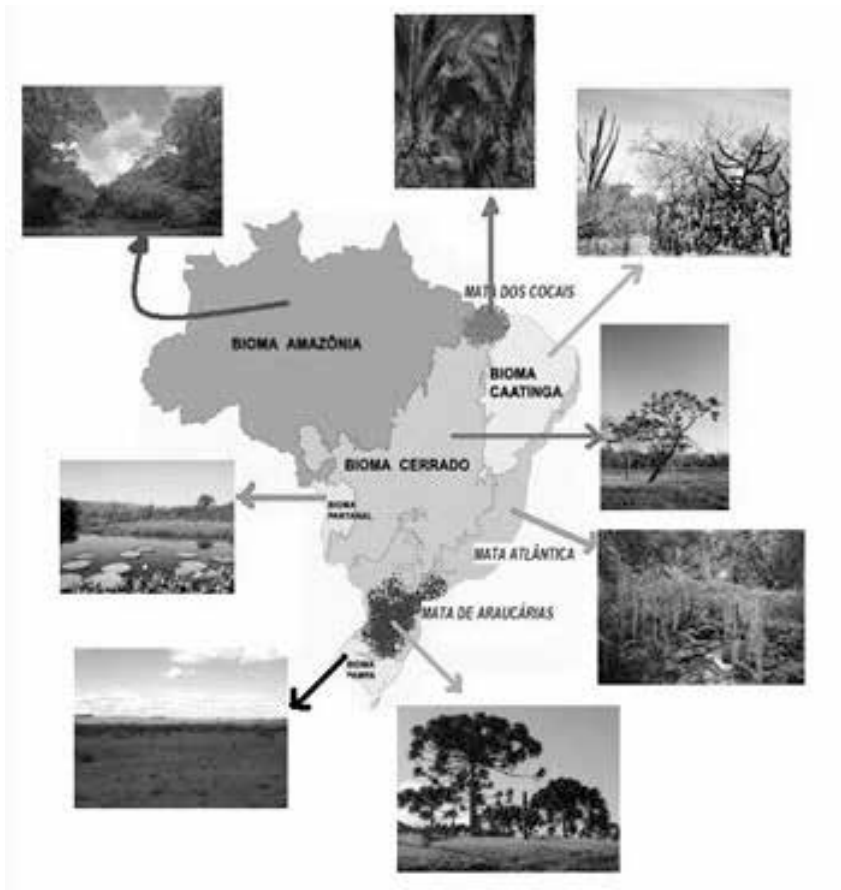 MATA DOS COCAIS
BIOMA AMAZÔNIA
BIOMA
CAATINGA
BIOMA CERRADO
BIOMA
PANTANAL
MATA ATLÂNTICA
MATA DE ARAUCÁRIAS
BIOMA
PAMPA